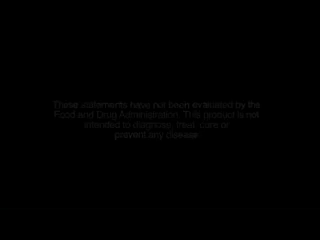 These statements have not been evaluated by the
Food and Drug Administration. This product is not
intended to diagnose, treat, cure or
prevent any disease